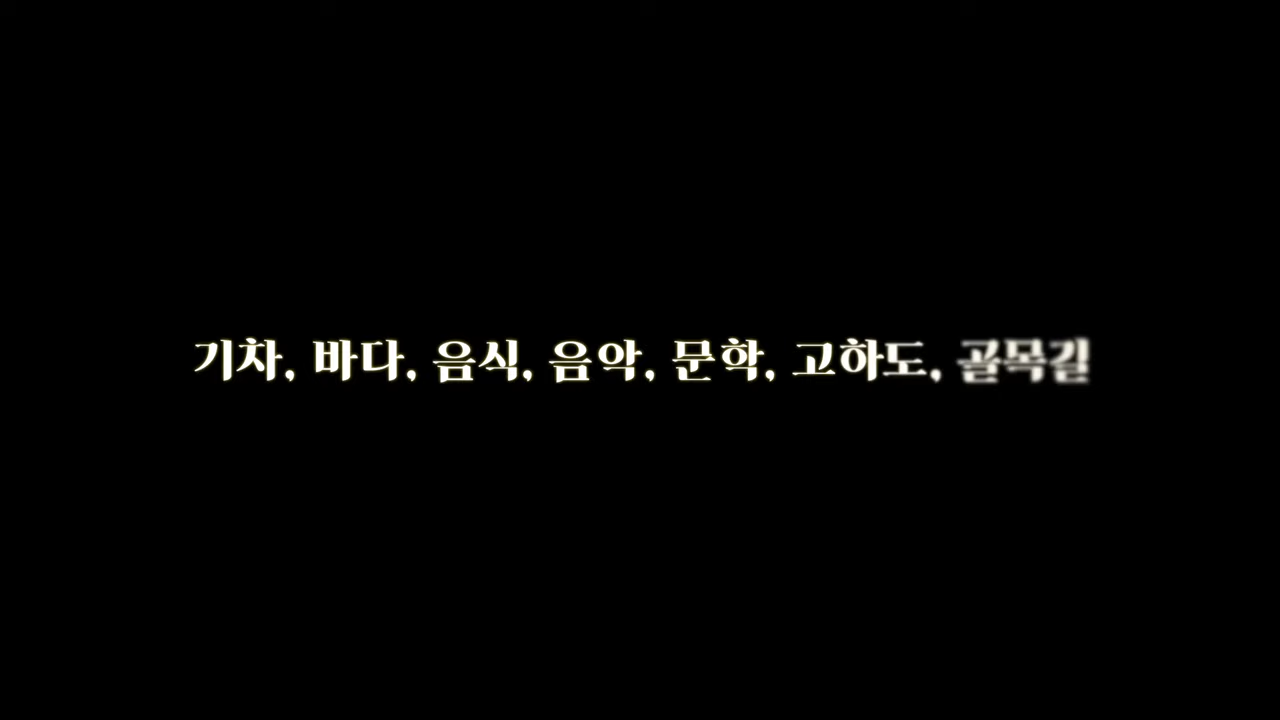 기차, 바다, 음식, 음악, 문학, 고하도, 골목길